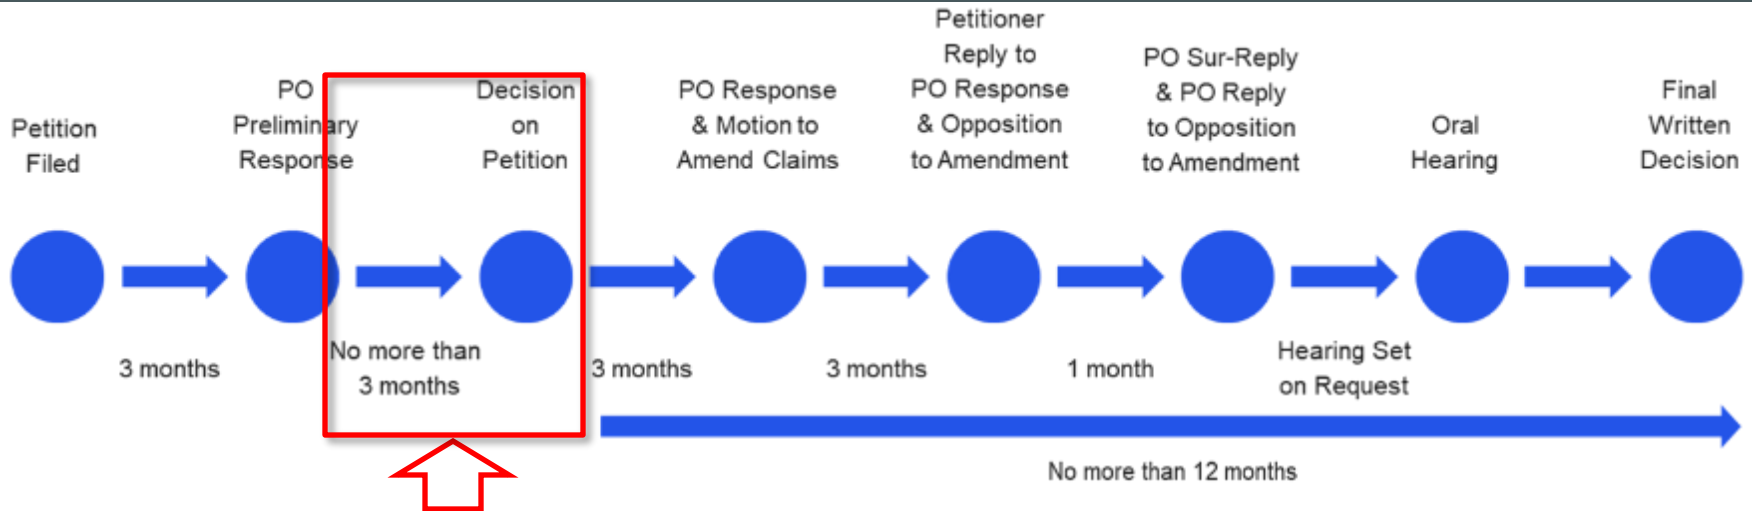 Petition
Filed
PO
Preliminary
Response
Decision
on
Petition
PO Response
& Motion to
Amend Claims
Petitioner
Reply to
PO Response
& Opposition
to Amendment
PO Sur-Reply
& PO Reply
to Opposition
to Amendment
Oral
Hearing
Final
Written
Decision
3 months
No more than
3 months
3 months
3 months
1 month
Hearing Set
on Request
No more than 12 months